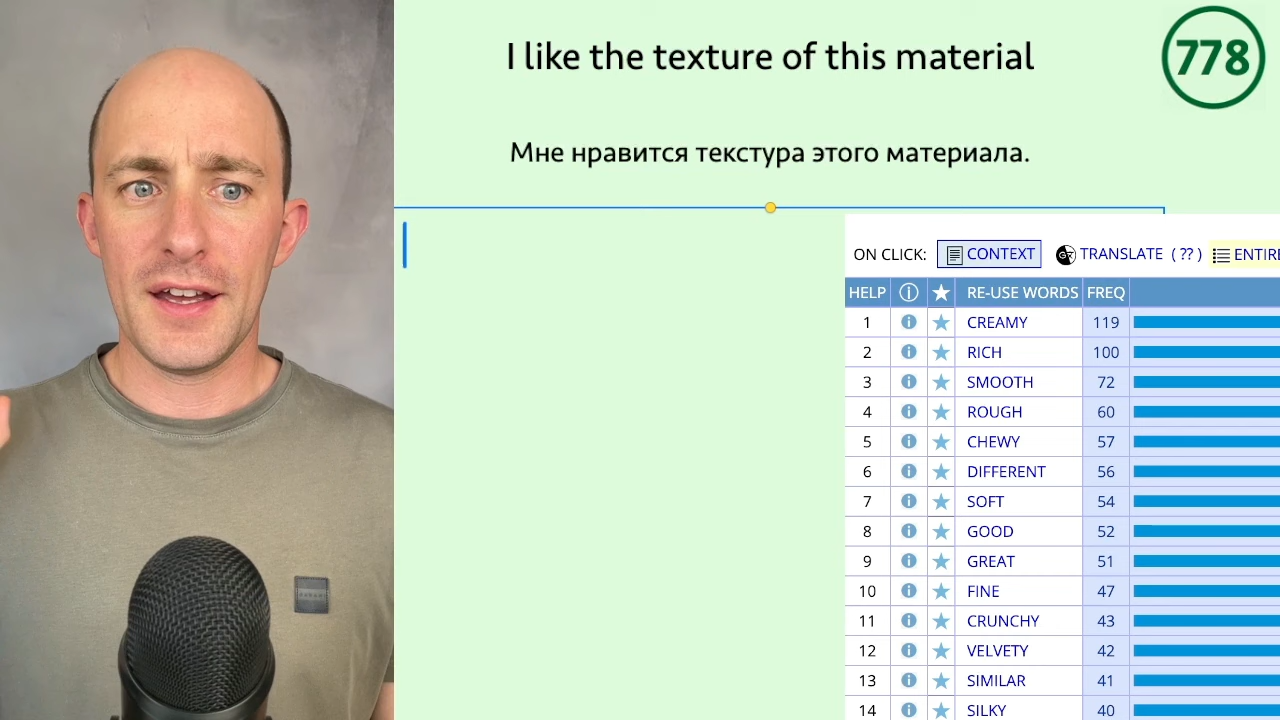 I like the texture of this material
778
Мне нравится текстура этого материала.
ON CLICK: CONTEXT TRANSLATE (??) ENTIRE
HELP RE-USE WORDS FREQ
1 CREAMY 119
2 RICH 100
3 SMOOTH 72
4 ROUGH 60
5 CHEWY 57
6 DIFFERENT 56
7 SOFT 54
8 GOOD 52
9 GREAT 51
10 FINE 47
11 CRUNCHY 43
12 VELVETY 42
13 SIMILAR 41
14 SILKY 40